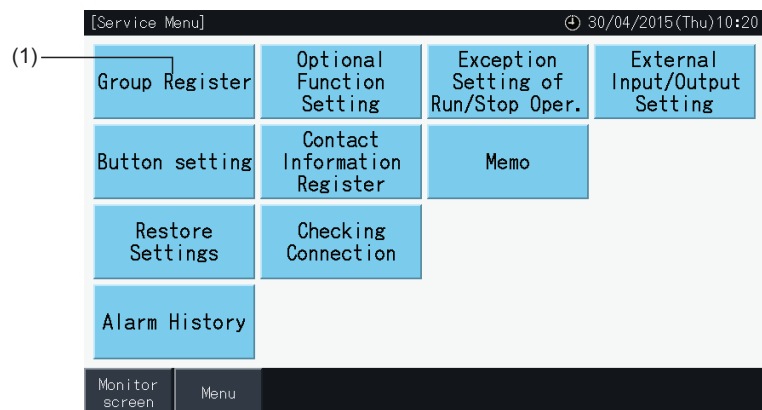 [Service Menu] 30/04/2015(Thu)10:20
(1)
Group Register
Optional
Function
Setting
Exception
Setting of
Run/Stop Oper.
External
Input/Output
Setting
Button setting
Contact
Information
Register
Memo
Restore
Settings
Checking
Connection
Alarm History
Monitor
screen
Menu